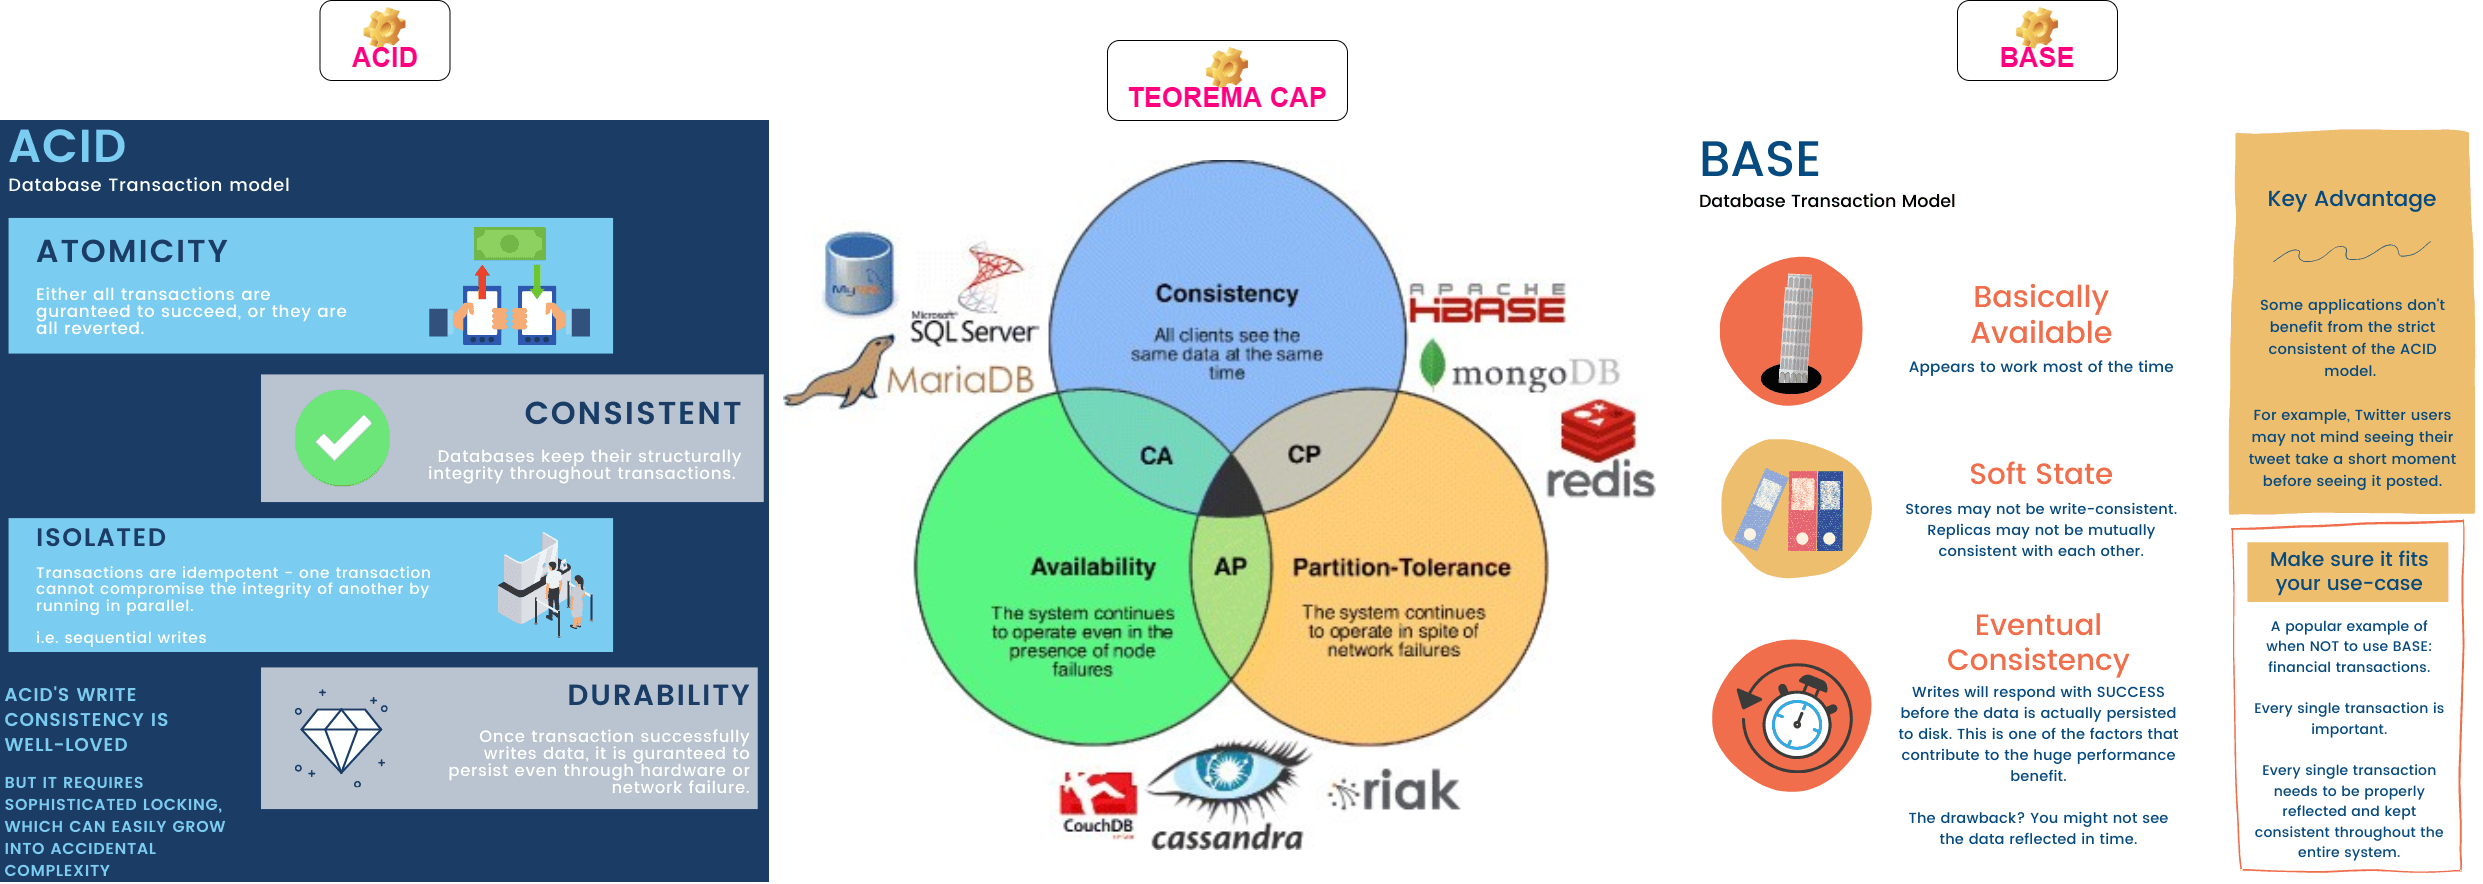 ACID
ACID
Database Transaction model
ATOMICITY
Either all transactions are
guranteed to succeed, or they are
all reverted.
CONSISTENT
Databases keep their structurally
integrity throughout transactions.
ISOLATED
Transactions are idempotent - one transaction
cannot compromise the integrity of another by
running in parallel.
i.e. sequential writes
DURABILITY
Once transaction successfully
writes data, it is guranteed to
persist even through hardware or
network failure.
ACID'S WRITE
CONSISTENCY IS
WELL-LOVED
BUT IT REQUIRES
SOPHISTICATED LOCKING,
WHICH CAN EASILY GROW
INTO ACCIDENTAL
COMPLEXITY
TEOREMA CAP
MySQL
Microsoft
SQL Server
MariaDB
Consistency
All clients see the
same data at the same
time
APACHE
HBASE
mongoDB
redis
CA
CP
AP
Availability
The system continues
to operate even in the
presence of node
failures
Partition-Tolerance
The system continues
to operate in spite of
network failures
CouchDB
cassandra
riak
BASE
BASE
Database Transaction Model
Basically
Available
Appears to work most of the time
Soft State
Stores may not be write-consistent.
Replicas may not be mutually
consistent with each other.
Eventual
Consistency
Writes will respond with SUCCESS
before the data is actually persisted
to disk. This is one of the factors that
contribute to the huge performance
benefit.
The drawback? You might not see
the data reflected in time.
Key Advantage
Some applications don't
benefit from the strict
consistent of the ACID
model.
For example, Twitter users
may not mind seeing their
tweet take a short moment
before seeing it posted.
Make sure it fits
your use-case
A popular example of
when NOT to use BASE:
financial transactions.
Every single transaction is
important.
Every single transaction
needs to be properly
reflected and kept
consistent throughout the
entire system.